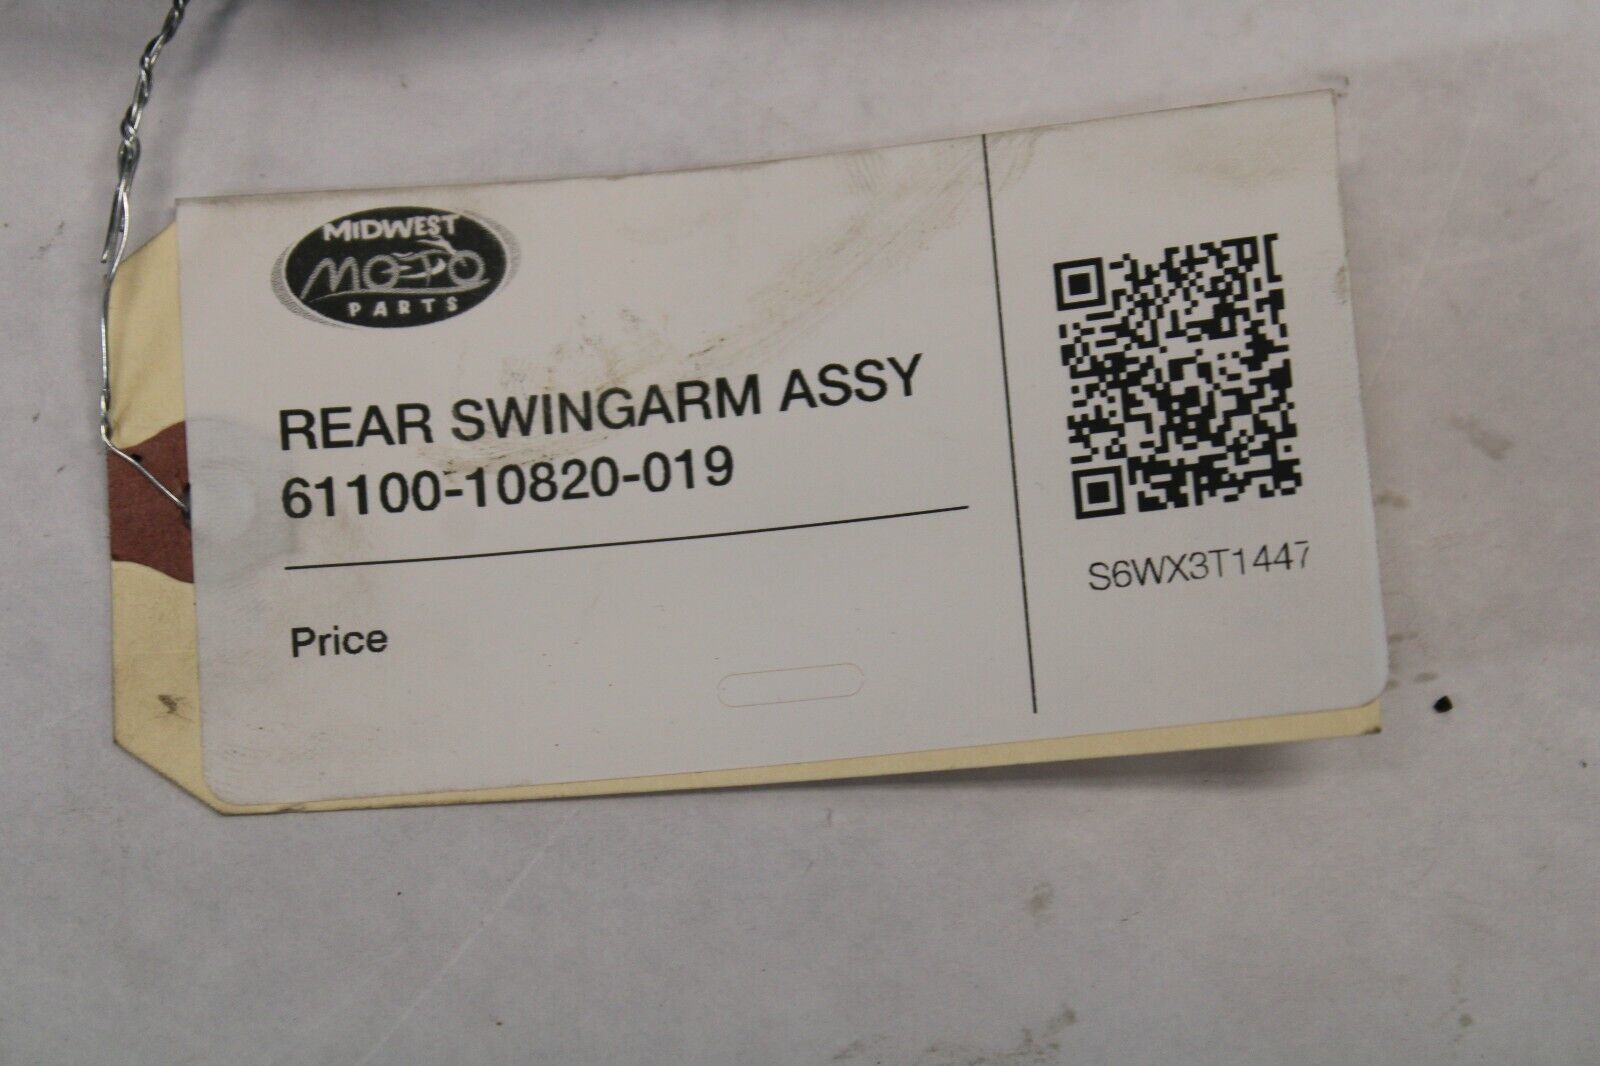 MIDWEST
MOTO
PARTS
REAR SWINGARM ASSY
61100-10820-019
Price
S6WX3T1447